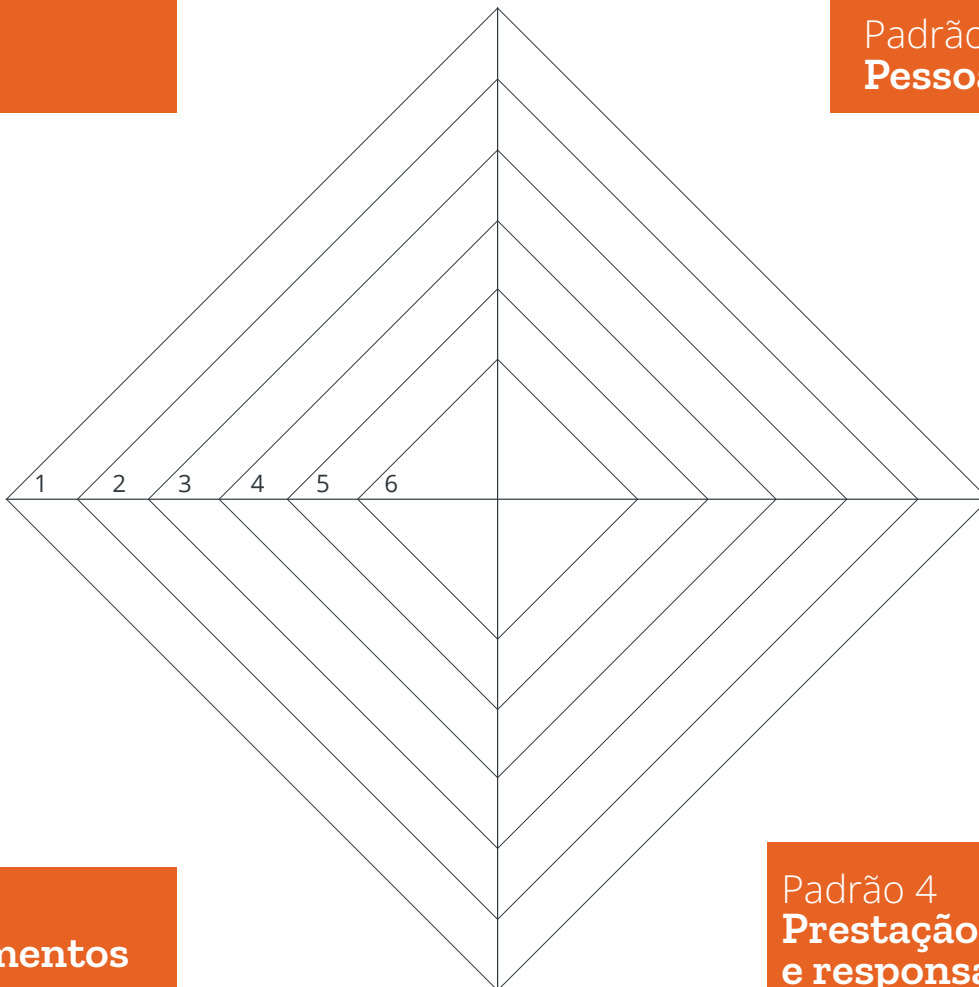 Padrão
Pessoa
1 2 3 4 5 6
mentos
Padrão 4
Prestação
e responsa